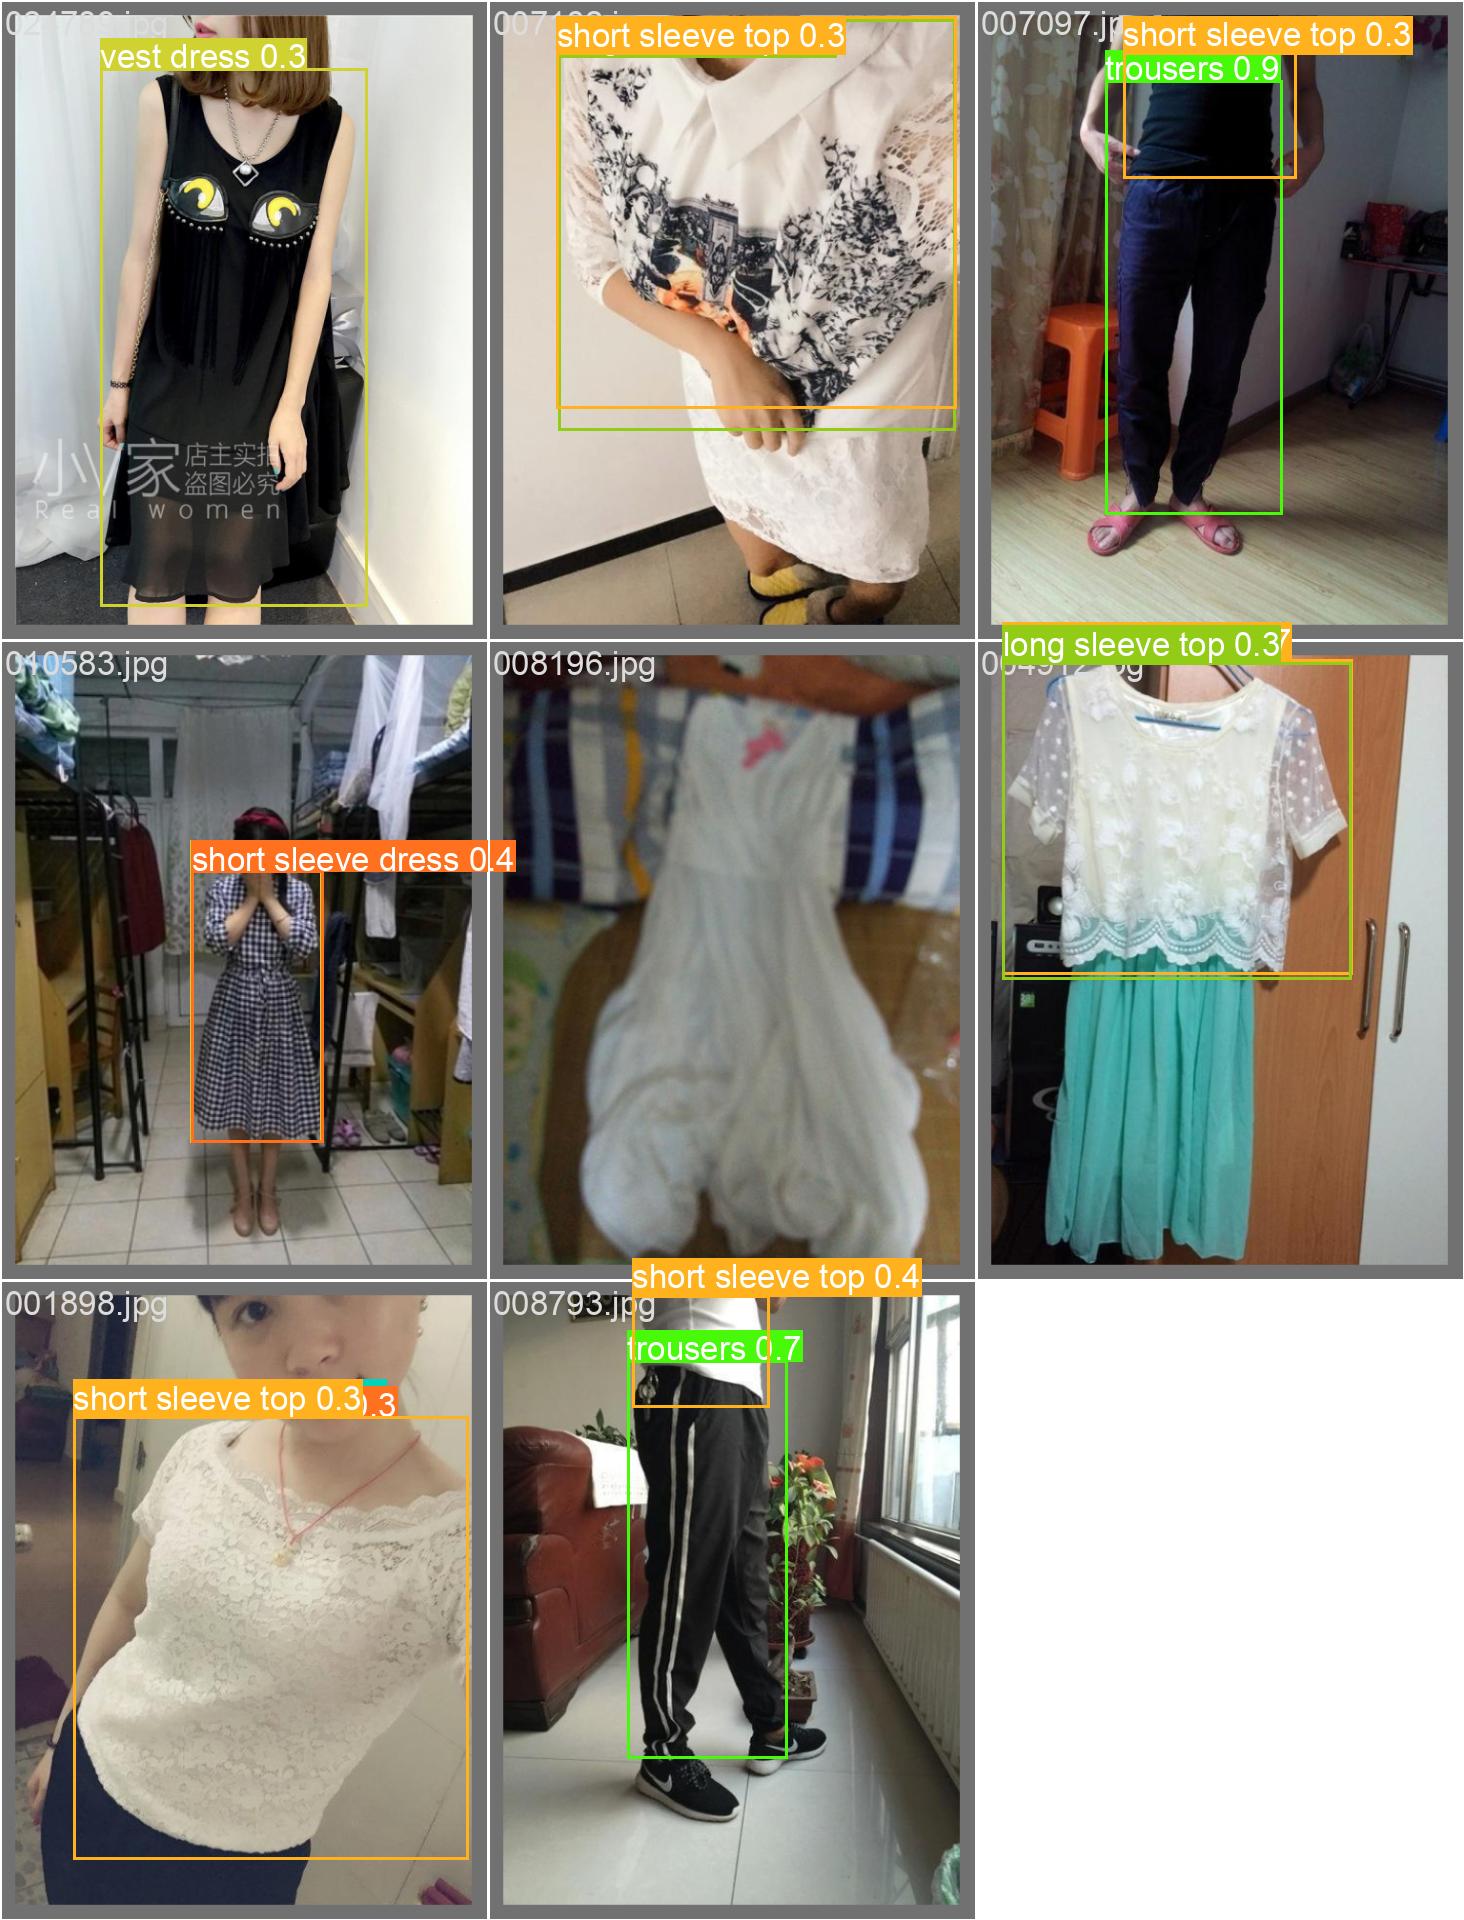 vest dress 0.3
short sleeve top 0.3
007097.jpg
short sleeve top 0.3
trousers 0.9
小V家 店主实拍
盗图必究
Real women
010583.jpg
short sleeve dress 0.4
008196.jpg
long sleeve top 0.3
001898.jpg
short sleeve top 0.3
0.3
008793.jpg
short sleeve top 0.4
trousers 0.7